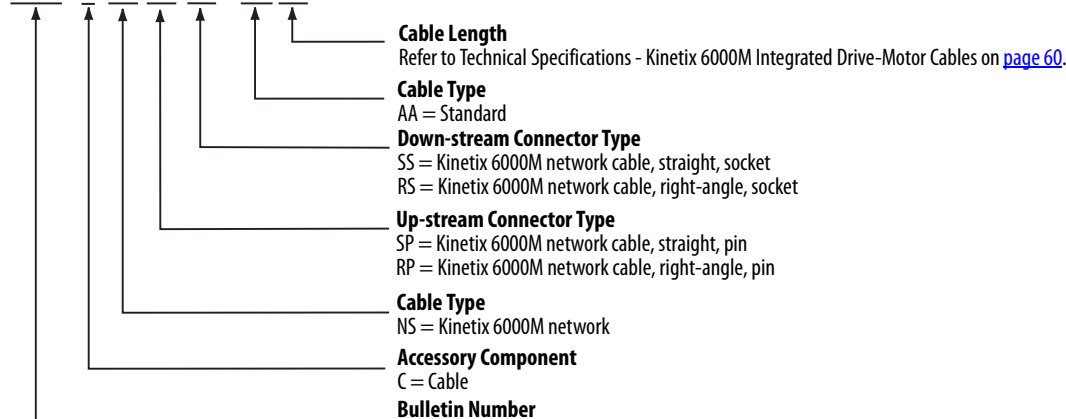 Cable Length
Refer to Technical Specifications - Kinetix 6000M Integrated Drive-Motor Cables on page 60.
Cable Type
AA = Standard
Down-stream Connector Type
SS = Kinetix 6000M network cable, straight, socket
RS = Kinetix 6000M network cable, right-angle, socket
Up-stream Connector Type
SP = Kinetix 6000M network cable, straight, pin
RP = Kinetix 6000M network cable, right-angle, pin
Cable Type
NS = Kinetix 6000M network
Accessory Component
C = Cable
Bulletin Number